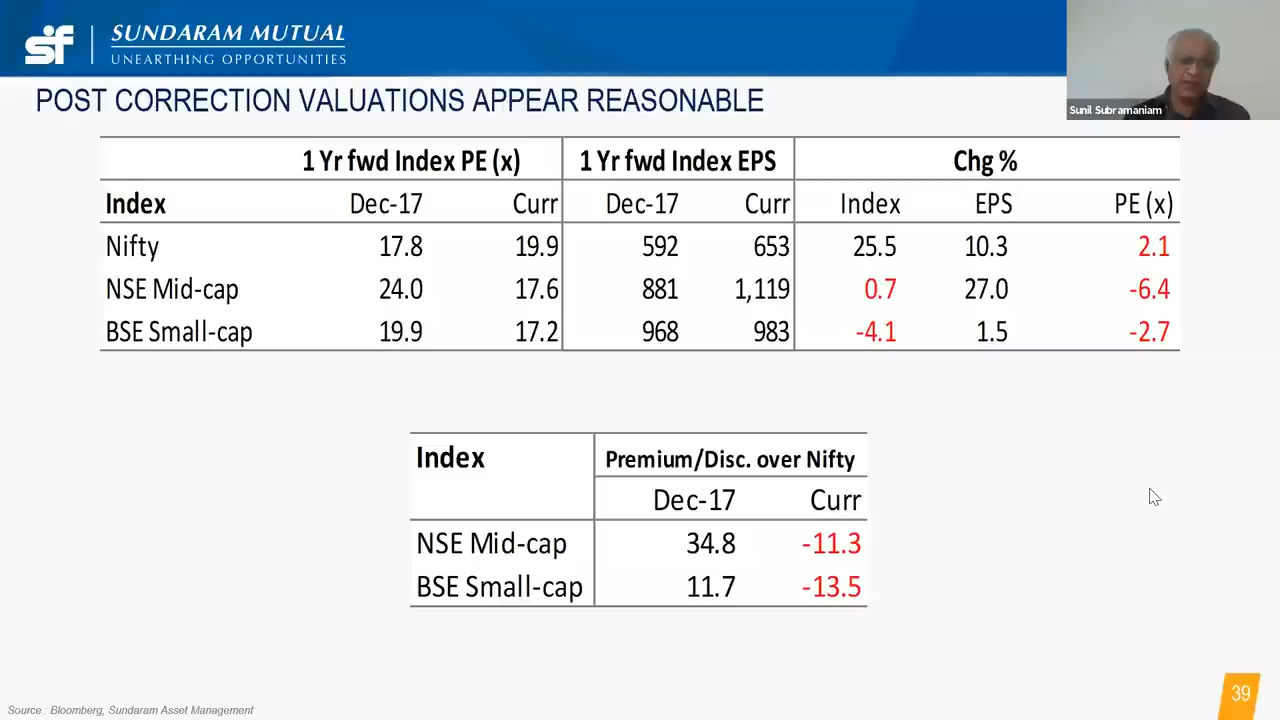 sf
SUNDARAM MUTUAL
UNEARTHING OPPORTUNITIES
Sunil Subramaniam
POST CORRECTION VALUATIONS APPEAR REASONABLE
1 Yr fwd Index PE (x) 1 Yr fwd Index EPS Chg %
Index Dec-17 Curr Dec-17 Curr Index EPS PE (x)
Nifty 17.8 19.9 592 653 25.5 10.3 2.1
NSE Mid-cap 24.0 17.6 881 1,119 0.7 27.0 -6.4
BSE Small-cap 19.9 17.2 968 983 -4.1 1.5 -2.7
Index Premium/Disc. over Nifty
Dec-17 Curr
NSE Mid-cap 34.8 -11.3
BSE Small-cap 11.7 -13.5
39
Source : Bloomberg, Sundaram Asset Management